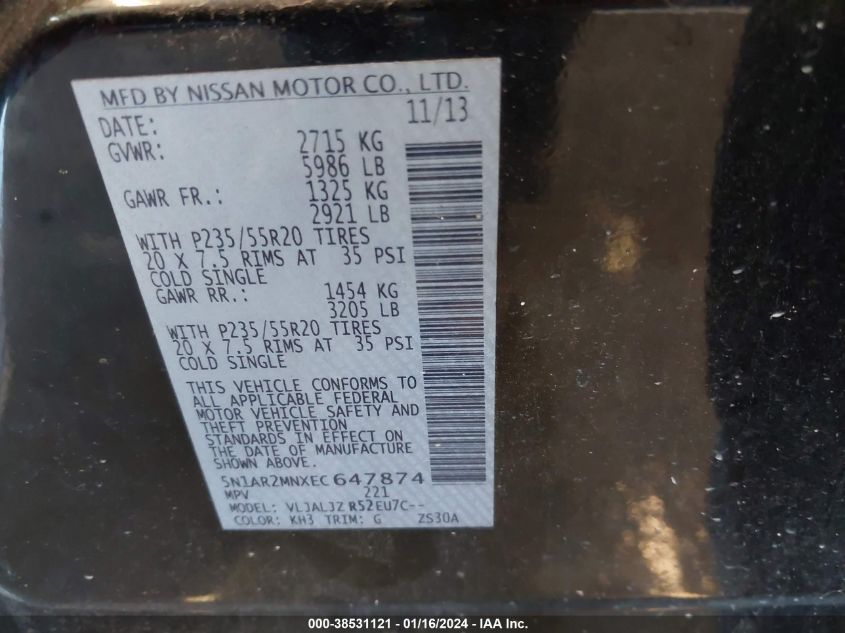 MFD BY NISSAN MOTOR CO., LTD.
DATE: 11/13
GVWR: 2715 KG
5986 LB
GAWR FR.: 1325 KG
2921 LB
WITH P235/55R20 TIRES
20 X 7.5 RIMS AT 35 PSI
COLD SINGLE
GAWR RR.: 1454 KG
3205 LB
WITH P235/55R20 TIRES
20 X 7.5 RIMS AT 35 PSI
COLD SINGLE
THIS VEHICLE CONFORMS TO
ALL APPLICABLE FEDERAL
MOTOR VEHICLE SAFETY AND
THEFT PREVENTION
STANDARDS IN EFFECT ON
THE DATE OF MANUFACTURE
SHOWN ABOVE.
5N1AR2MNXEC647874
MPV 221
MODEL: VLJALJZ R52EU7C--
COLOR: KH3 TRIM: G ZS30A
000-38531121 - 01/16/2024 - IAA Inc.